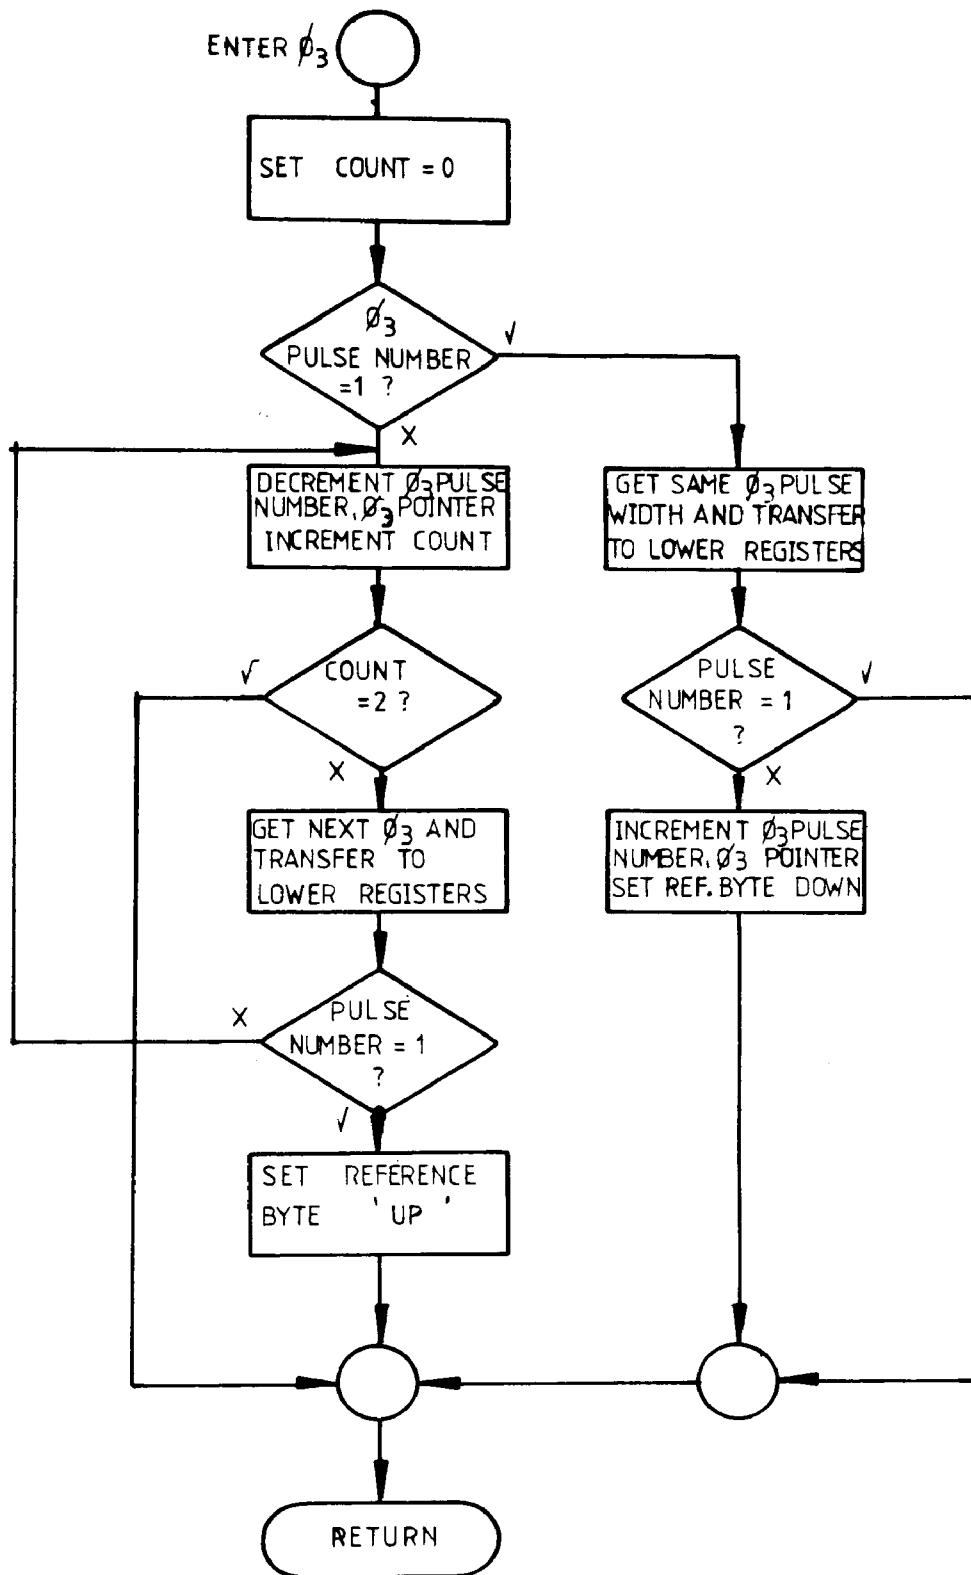 ENTER Ø3
SET COUNT = 0
Ø3
PULSE NUMBER
=1 ?
√
X
DECREMENT Ø3 PULSE
NUMBER, Ø3 POINTER
INCREMENT COUNT
GET SAME Ø3 PULSE
WIDTH AND TRANSFER
TO LOWER REGISTERS
COUNT
=2 ?
√
X
PULSE
NUMBER = 1
?
√
X
GET NEXT Ø3 AND
TRANSFER TO
LOWER REGISTERS
INCREMENT Ø3 PULSE
NUMBER, Ø3 POINTER
SET REF. BYTE DOWN
PULSE
NUMBER = 1
?
X
√
SET REFERENCE
BYTE ' UP '
RETURN